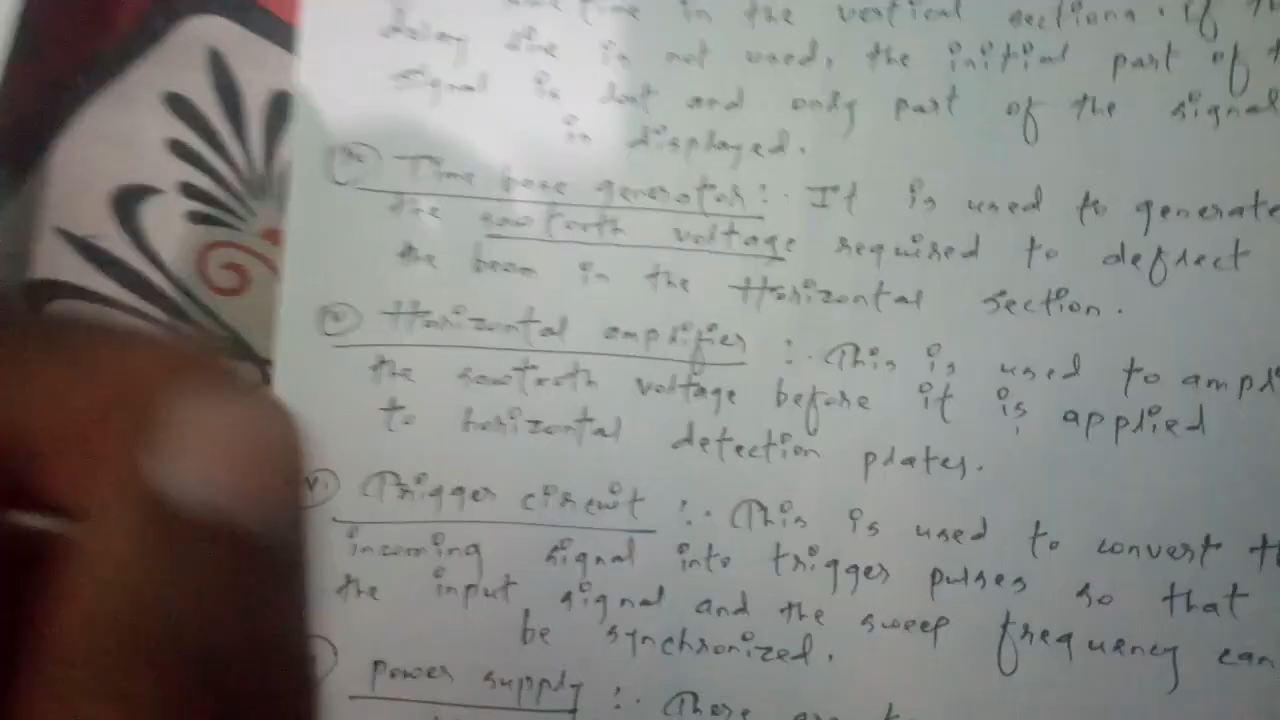 time in the vertical sections. If
delay line is not used, the initial part of
signal is lost and only part of the signal
is displayed.
Time base generator :- It is used to generate
the sawtooth voltage required to deflect
the beam in the Horizontal section.
Horizontal amplifier :- This is used to ampli
the sawtooth voltage before it is applied
to horizontal detection plates.
Trigger circuit :- This is used to convert th
incoming signal into trigger pulses so that
the input signal and the sweep frequency can
be synchronized.
Power supply :- There are